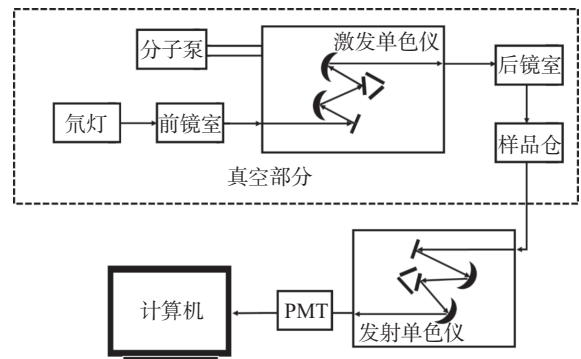 分子泵
激发单色仪
后镜室
氘灯
前镜室
样品仓
真空部分
计算机
PMT
发射单色仪